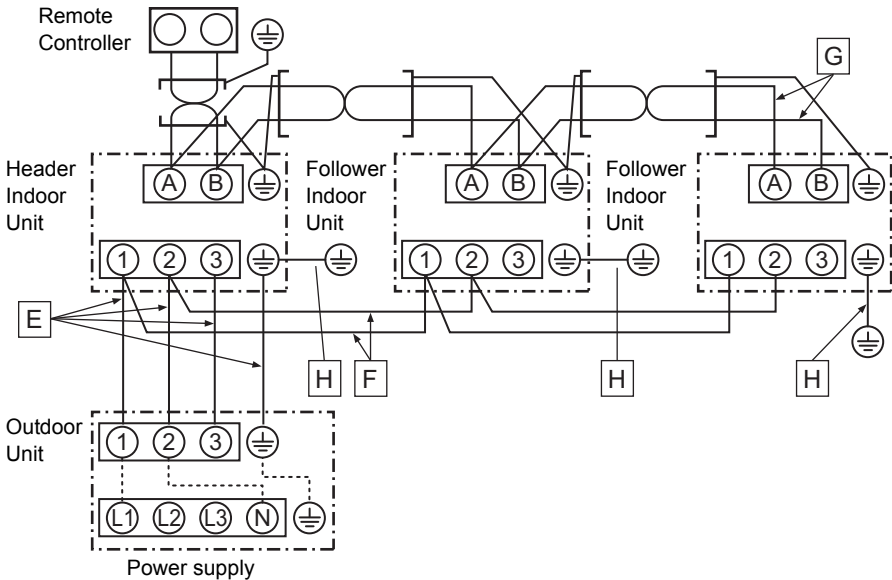 Remote
Controller
G
Header
Indoor
Unit
A B
Follower
Indoor
Unit
A B
Follower
Indoor
Unit
A B
1 2 3
1 2 3
1 2 3
E
H
F
H
H
Outdoor
Unit
1 2 3
L1 L2 L3 N
Power supply